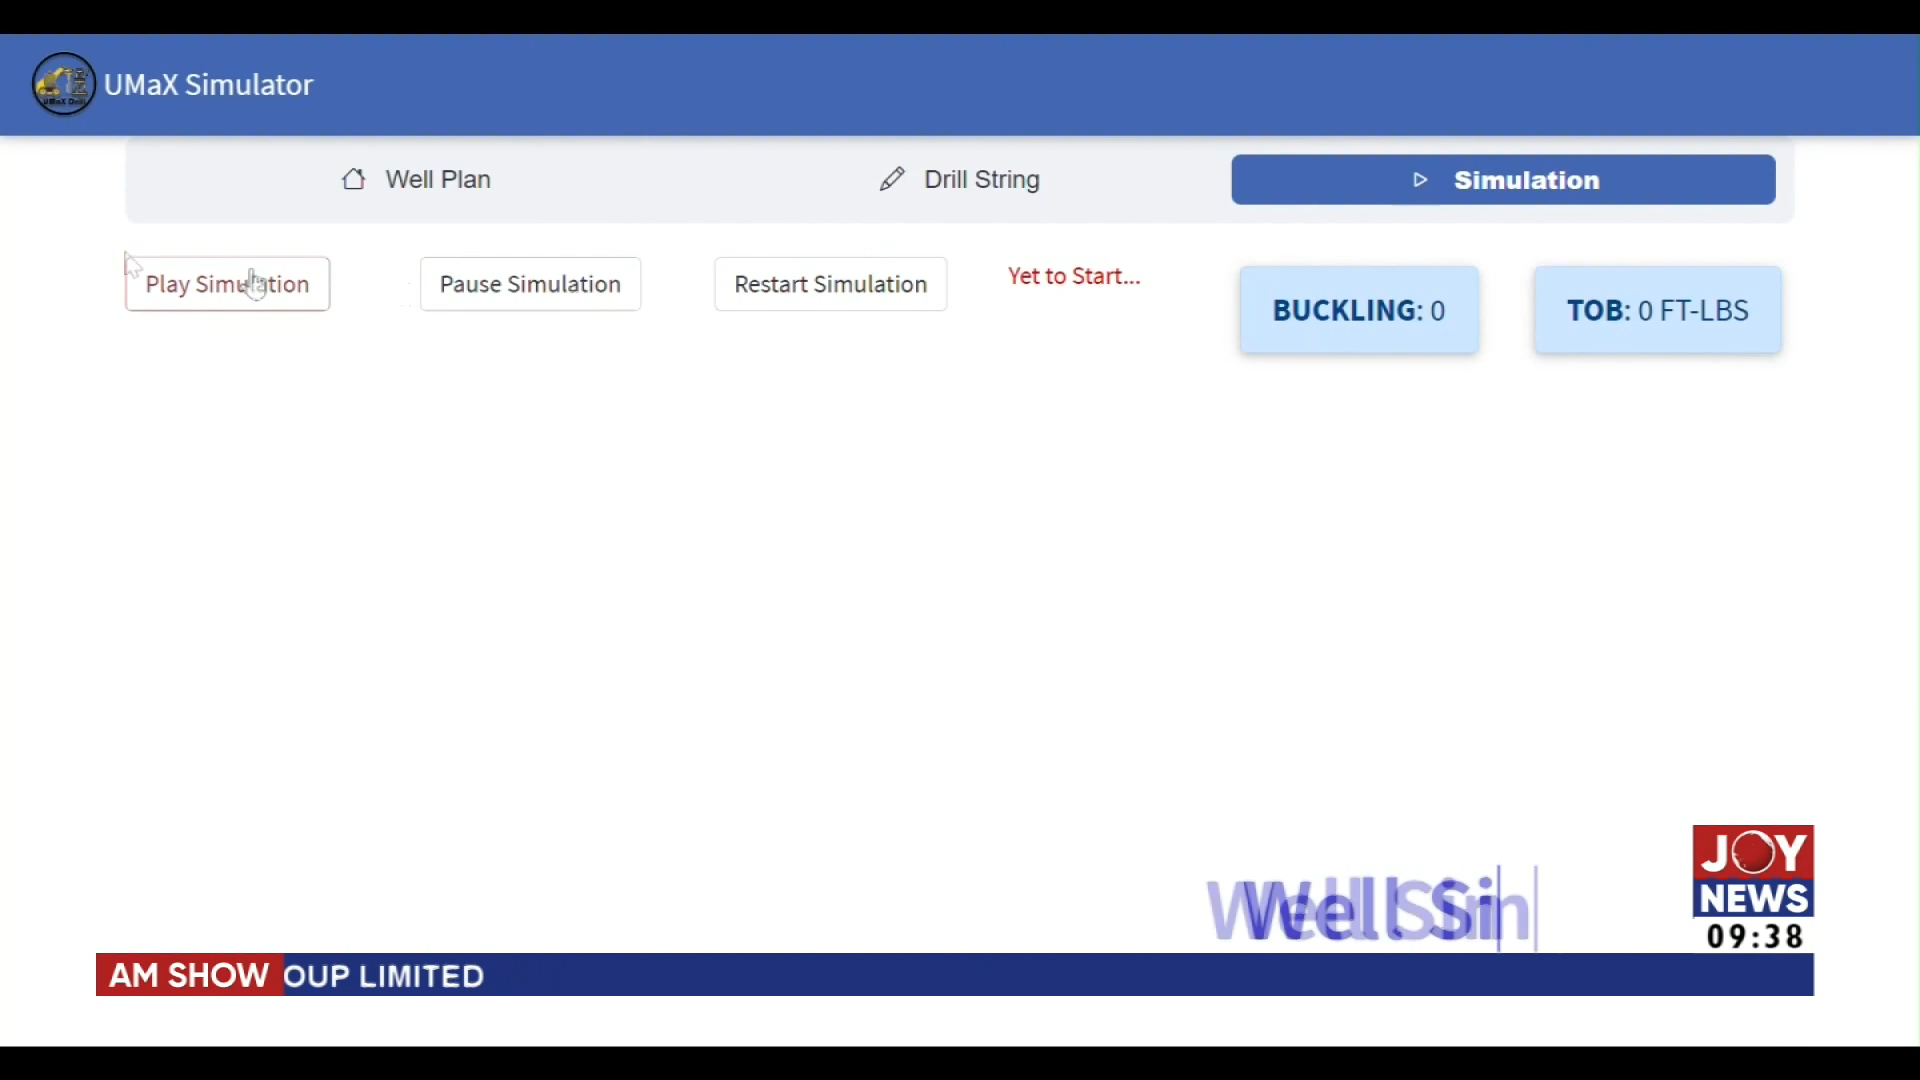 UMaX Simulator
Well Plan
Drill String
Simulation
Play Simulation
Pause Simulation
Restart Simulation
Yet to Start...
BUCKLING: 0
TOB: 0 FT-LBS
JOY
NEWS
09:38
AM SHOW
OUP LIMITED